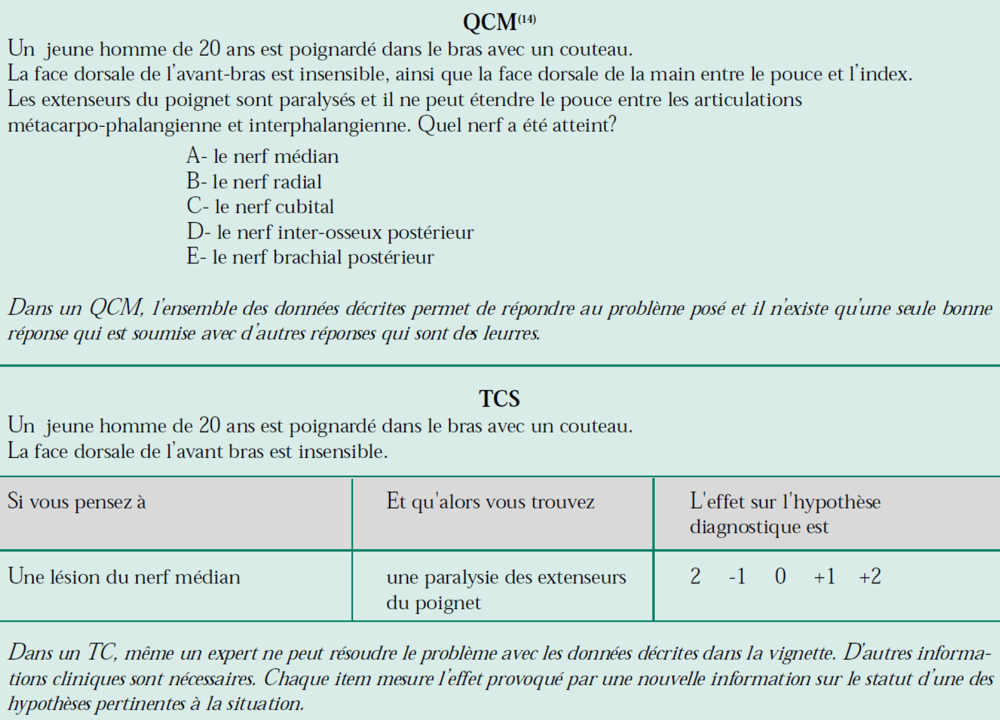 QCM(14)
Un jeune homme de 20 ans est poignardé dans le bras avec un couteau.
La face dorsale de l'avant-bras est insensible, ainsi que la face dorsale de la main entre le pouce et l'index.
Les extenseurs du poignet sont paralysés et il ne peut étendre le pouce entre les articulations
métacarpo-phalangienne et interphalangienne. Quel nerf a été atteint?
A- le nerf médian
B- le nerf radial
C- le nerf cubital
D- le nerf inter-osseux postérieur
E- le nerf brachial postérieur
Dans un QCM, l'ensemble des données décrites permet de répondre au problème posé et il n'existe qu'une seule bonne
réponse qui est soumise avec d'autres réponses qui sont des leurres.
TCS
Un jeune homme de 20 ans est poignardé dans le bras avec un couteau.
La face dorsale de l'avant bras est insensible.
Si vous pensez à
Et qu'alors vous trouvez
L'effet sur l'hypothèse
diagnostique est
Une lésion du nerf médian
une paralysie des extenseurs
du poignet
2 -1 0 +1 +2
Dans un TC, même un expert ne peut résoudre le problème avec les données décrites dans la vignette. D'autres informa-
tions cliniques sont nécessaires. Chaque item mesure l'effet provoqué par une nouvelle information sur le statut d'une des
hypothèses pertinentes à la situation.